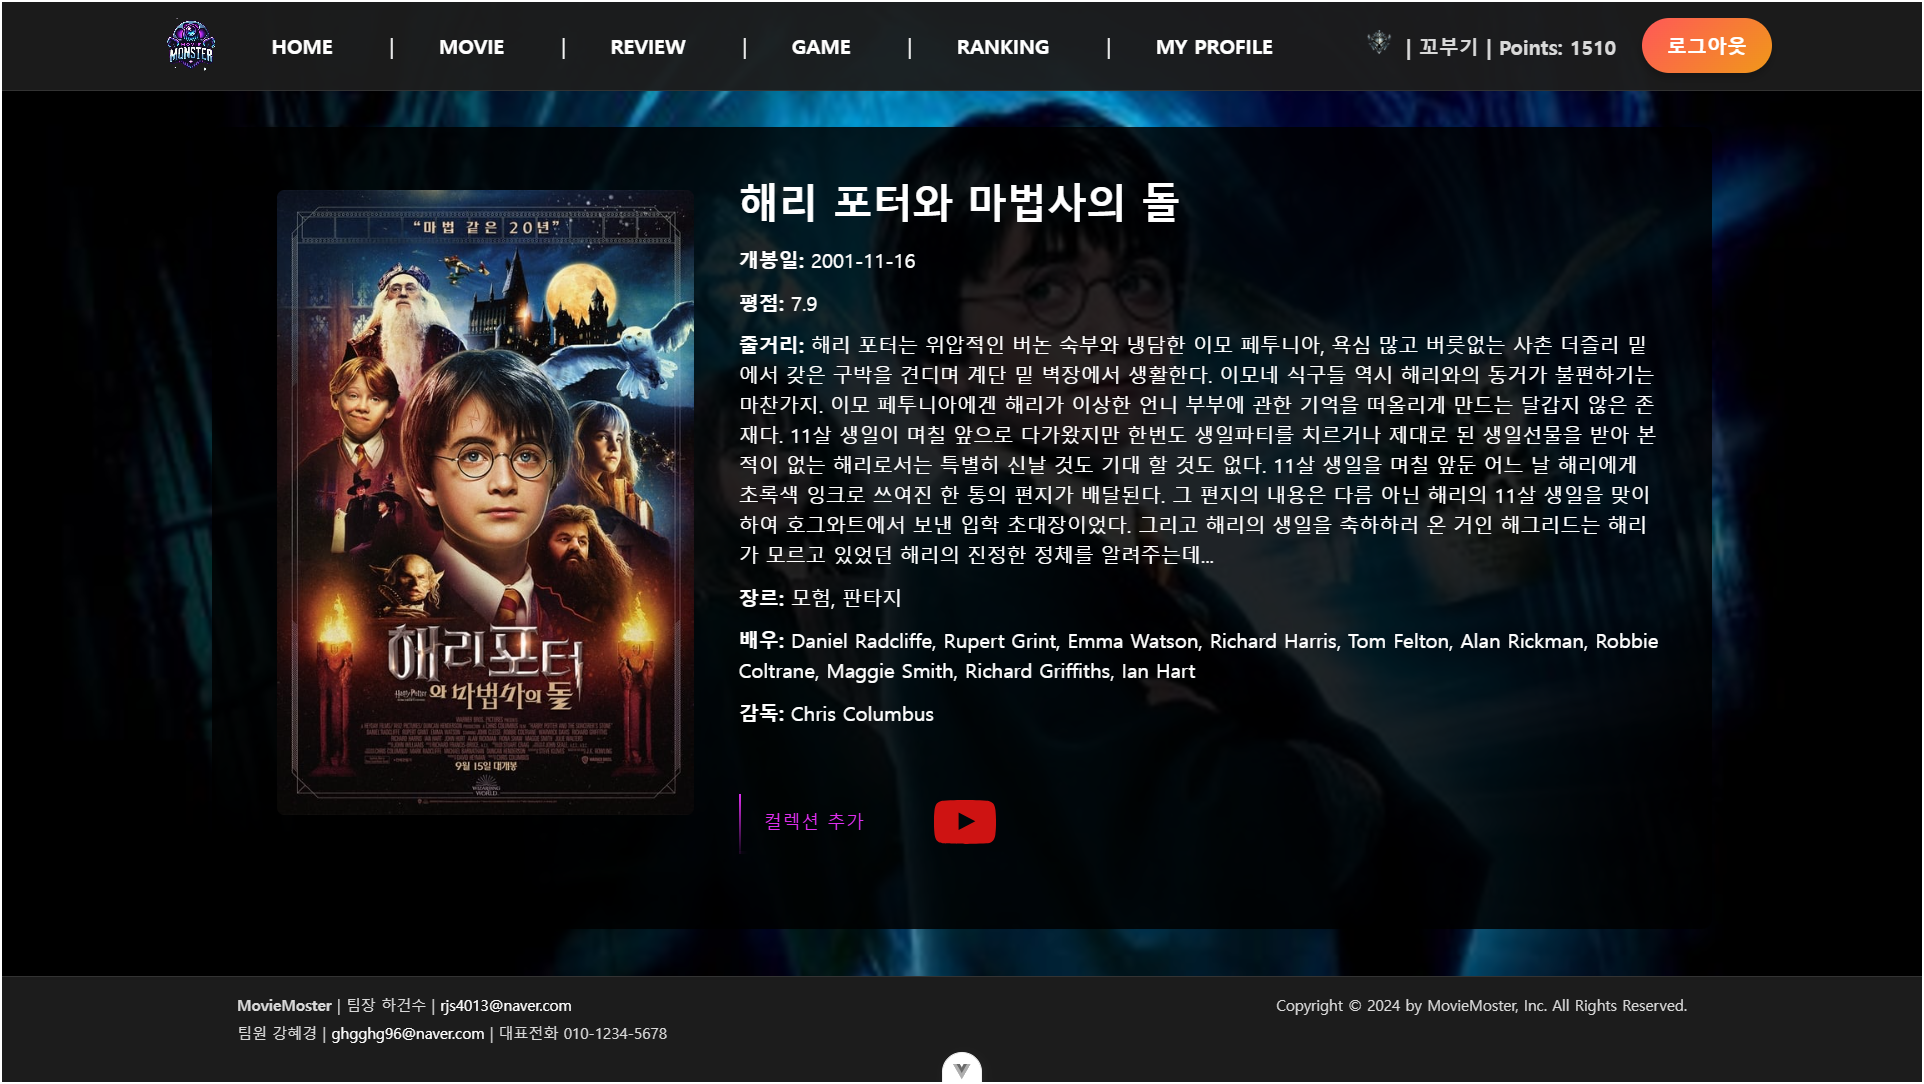 MONSTER
HOME | MOVIE | REVIEW | GAME | RANKING | MY PROFILE
| 꼬부기 | Points: 1510
로그아웃
해리 포터와 마법사의 돌
개봉일: 2001-11-16
평점: 7.9
줄거리: 해리 포터는 위압적인 버논 숙부와 냉담한 이모 페투니아, 욕심 많고 버릇없는 사촌 더즐리 밑
에서 갖은 구박을 견디며 계단 밑 벽장에서 생활한다. 이모네 식구들 역시 해리와의 동거가 불편하기는
마찬가지. 이모 페투니아에겐 해리가 이상한 언니 부부에 관한 기억을 떠올리게 만드는 달갑지 않은 존
재다. 11살 생일이 며칠 앞으로 다가왔지만 한번도 생일파티를 치르거나 제대로 된 생일선물을 받아 본
적이 없는 해리로서는 특별히 신날 것도 기대 할 것도 없다. 11살 생일을 며칠 앞둔 어느 날 해리에게
초록색 잉크로 쓰여진 한 통의 편지가 배달된다. 그 편지의 내용은 다름 아닌 해리의 11살 생일을 맞이
하여 호그와트에서 보낸 입학 초대장이었다. 그리고 해리의 생일을 축하하러 온 거인 해그리드는 해리
가 모르고 있었던 해리의 진정한 정체를 알려주는데...
장르: 모험, 판타지
배우: Daniel Radcliffe, Rupert Grint, Emma Watson, Richard Harris, Tom Felton, Alan Rickman, Robbie
Coltrane, Maggie Smith, Richard Griffiths, Ian Hart
감독: Chris Columbus
컬렉션 추가
“마법 같은 20년”
해리포터
와 마법사의 돌
9월 15일 대개봉
WIZARDING
WORLD
MovieMoster | 팀장 하건수 | rjs4013@naver.com
팀원 강혜경 | ghgghg96@naver.com | 대표전화 010-1234-5678
Copyright © 2024 by MovieMoster, Inc. All Rights Reserved.